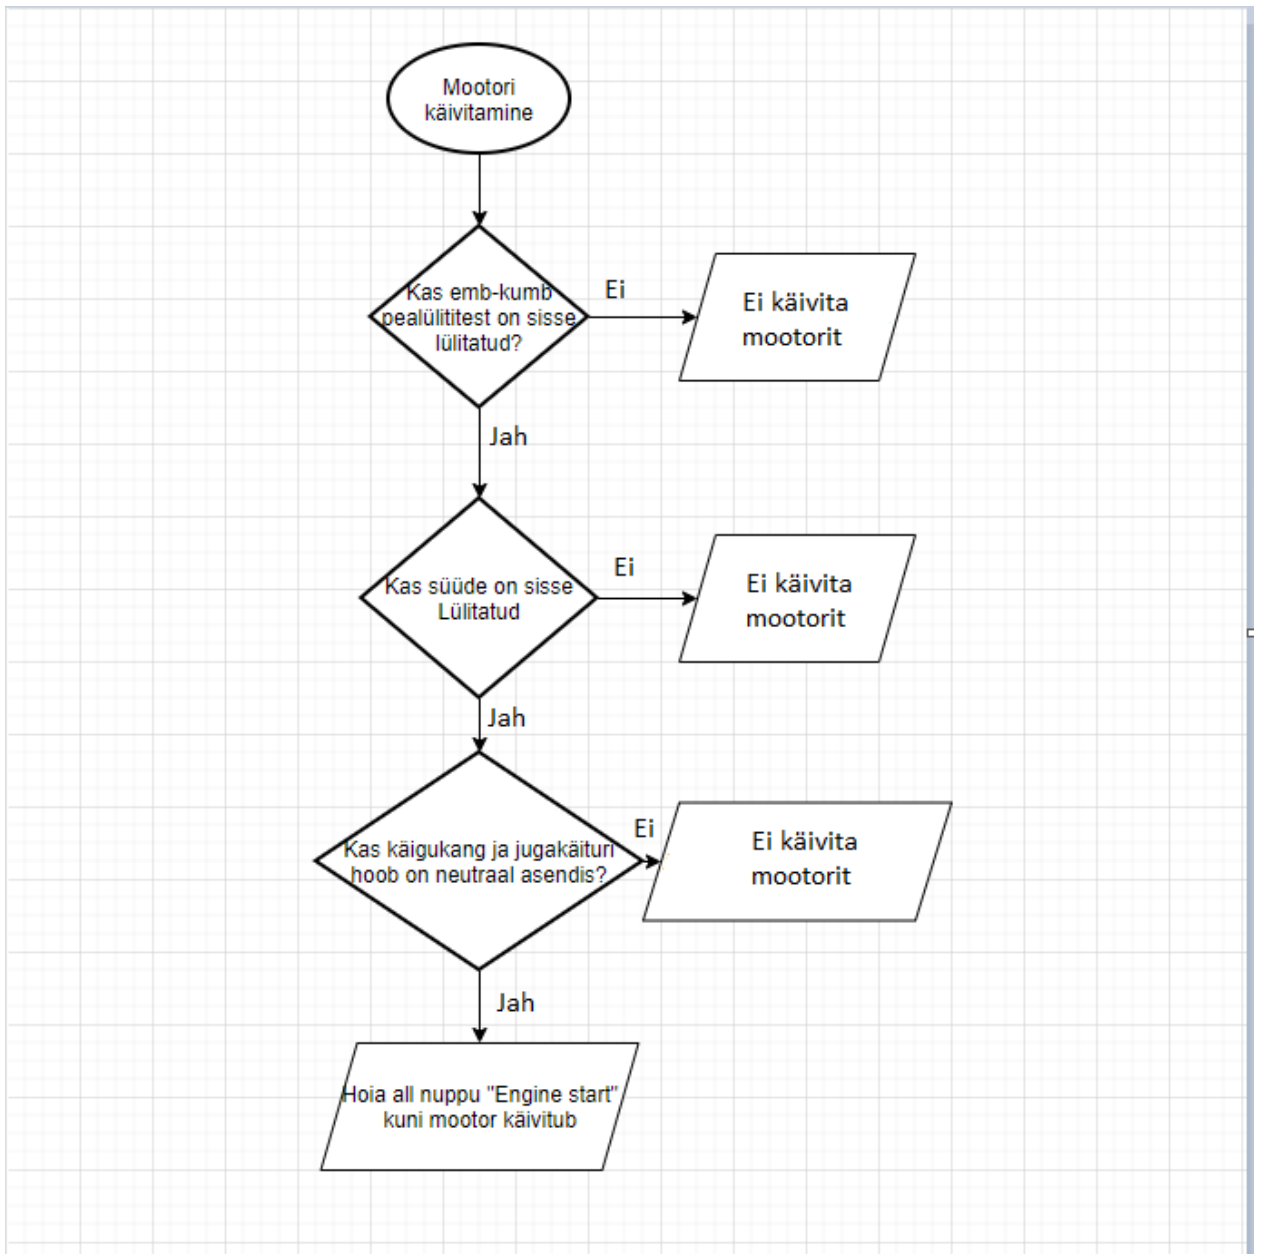 Mootori
käivitamine
Kas emb-kumb
pealülititest on sisse
lülitatud?
Ei
Ei käivita
mootorit
Jah
Kas süüde on sisse
Lülitatud
Ei
Ei käivita
mootorit
Jah
Kas käigukang ja jugakäituri
hoob on neutraal asendis?
Ei
Ei käivita
mootorit
Jah
Hoia all nuppu "Engine start"
kuni mootor käivitub